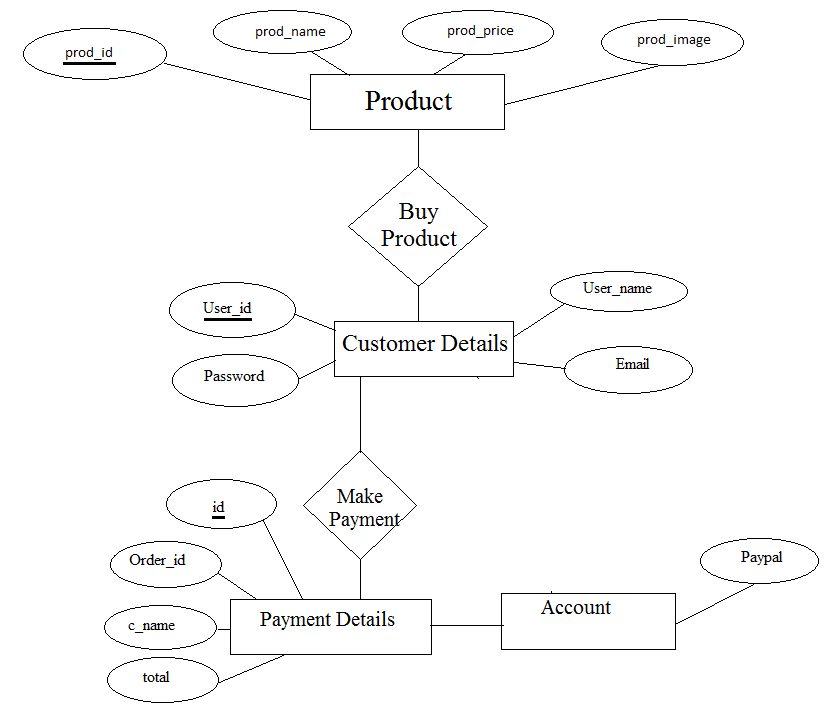 prod_id
prod_name
prod_price
prod_image
Product
Buy
Product
User_id
User_name
Customer Details
Password
Email
id
Make
Payment
Order_id
Paypal
Payment Details
Account
c_name
total